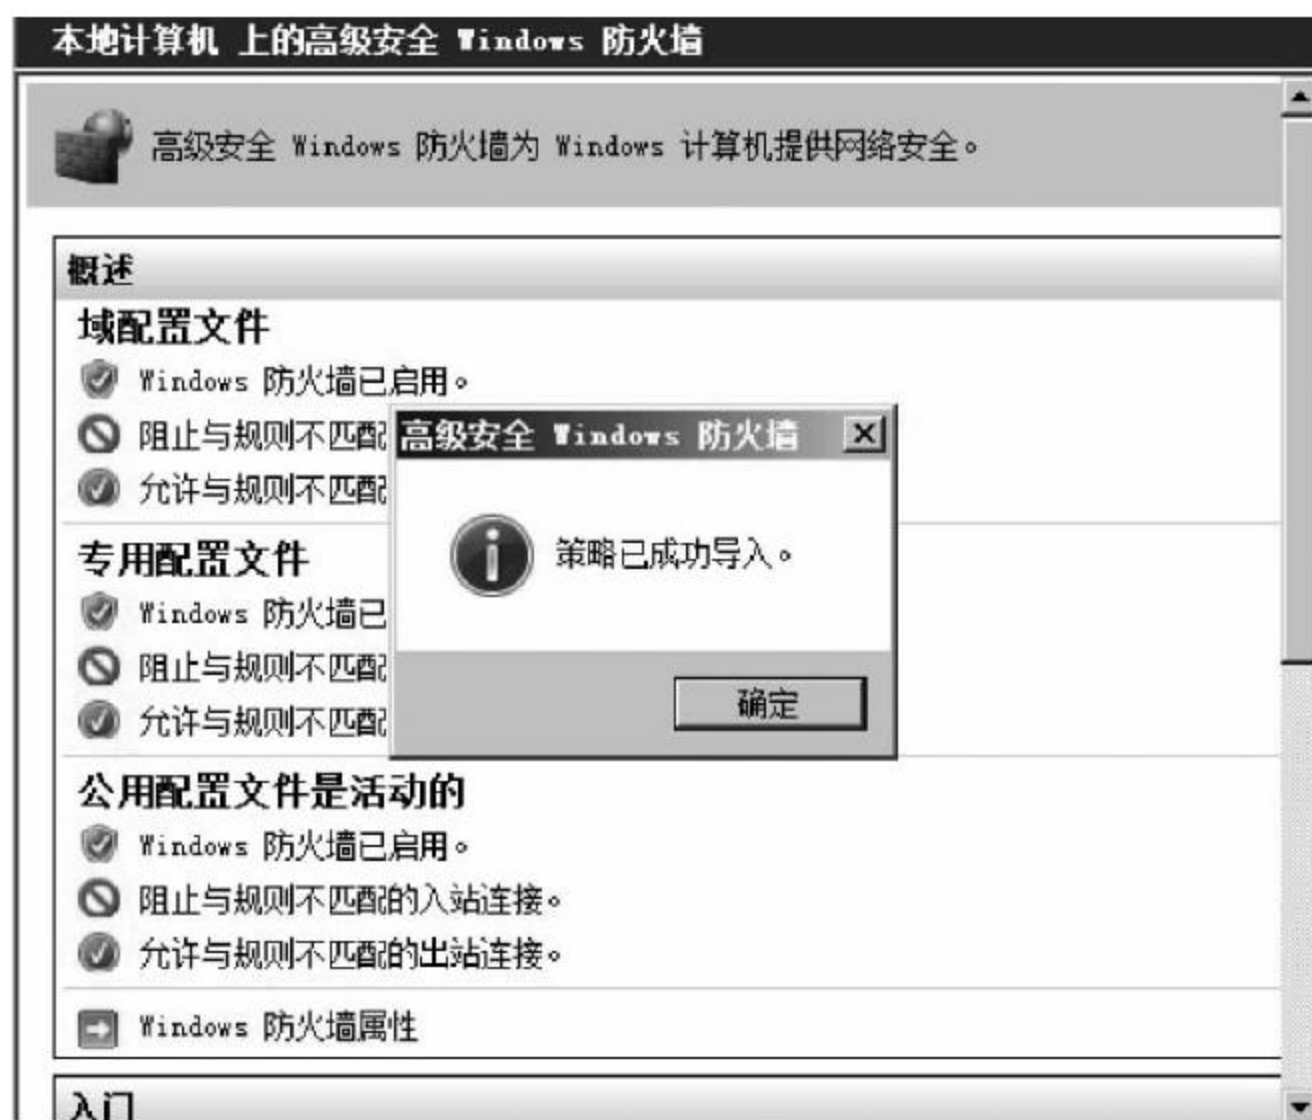 本地计算机 上的高级安全 Windows 防火墙
高级安全 Windows 防火墙为 Windows 计算机提供网络安全。
概述
域配置文件
Windows 防火墙已启用。
阻止与规则不匹配
允许与规则不匹配
高级安全 Windows 防火墙
策略已成功导入。
确定
专用配置文件
Windows 防火墙已
阻止与规则不匹配
允许与规则不匹配
公用配置文件是活动的
Windows 防火墙已启用。
阻止与规则不匹配的入站连接。
允许与规则不匹配的出站连接。
Windows 防火墙属性
入门